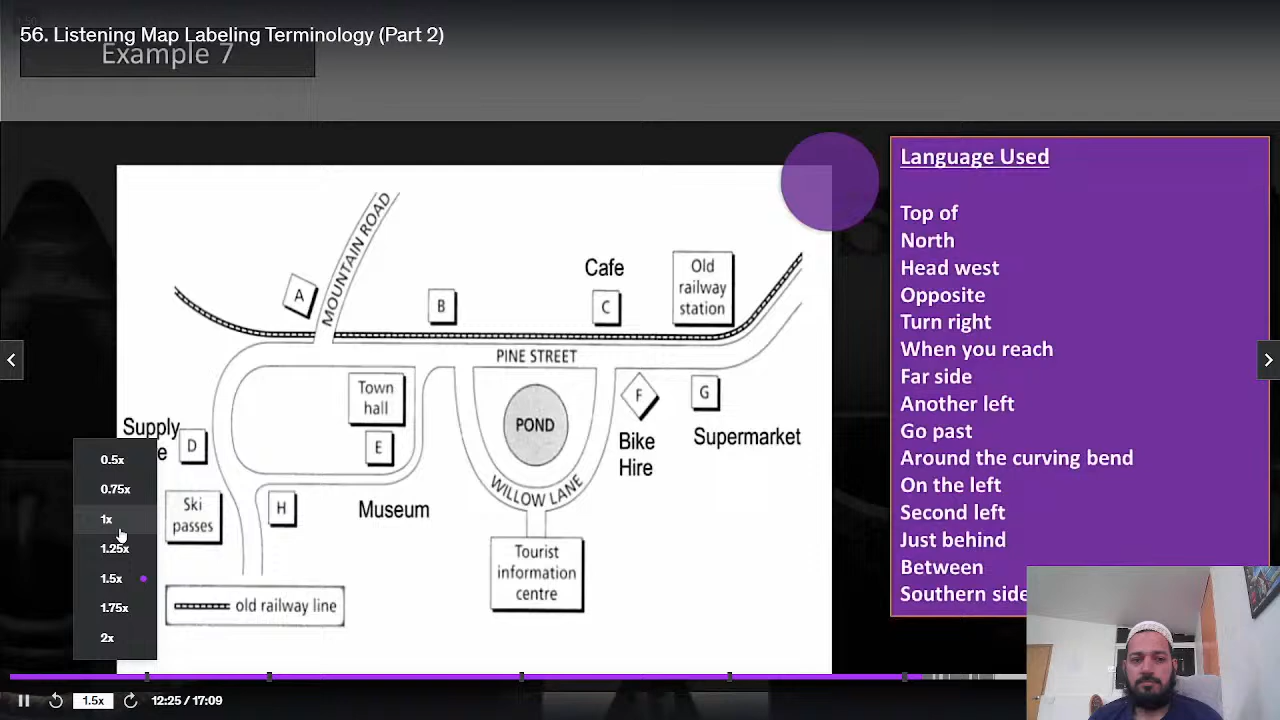 56. Listening Map Labeling Terminology (Part 2)
Example 7
Language Used
Top of
North
Head west
Opposite
Turn right
When you reach
Far side
Another left
Go past
Around the curving bend
On the left
Second left
Just behind
Between
Southern side
MOUNTAIN ROAD
A
B
Cafe
C
Old
railway
station
PINE STREET
Town
hall
E
POND
F
G
Bike
Hire
Supermarket
Supply
e
D
WILLOW LANE
Ski
passes
H
Museum
Tourist
information
centre
old railway line
0.5x
0.75x
1x
1.25x
1.5x
1.75x
2x
1.5x
12:25 / 17:09